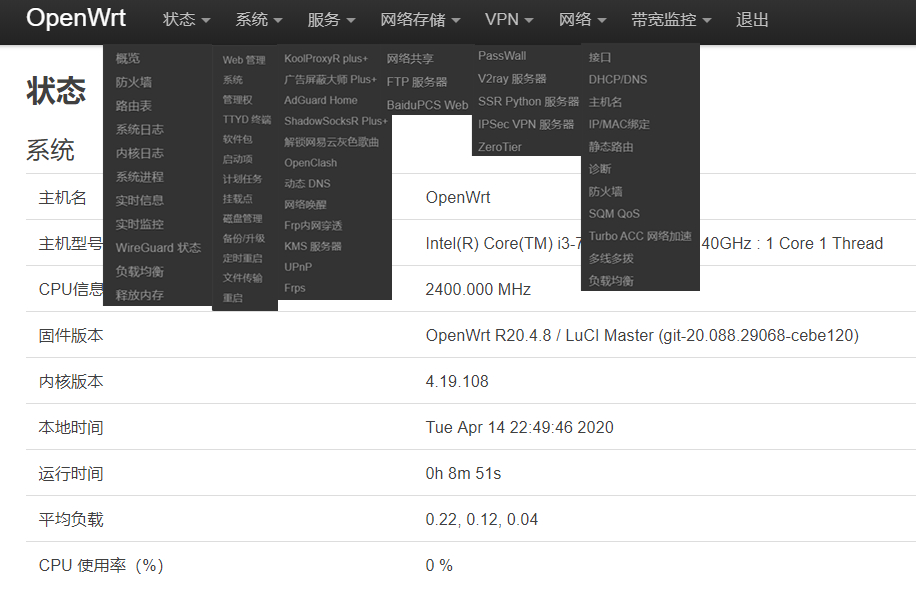 OpenWrt 状态 系统 服务 网络存储 VPN 网络 带宽监控 退出
概览
防火墙
路由表
系统日志
内核日志
系统进程
实时信息
实时监控
WireGuard 状态
负载均衡
释放内存
Web 管理
系统
管理权
TTYD 终端
软件包
启动项
计划任务
挂载点
磁盘管理
备份/升级
定时重启
文件传输
重启
KoolProxyR plus+
广告屏蔽大师 Plus+
AdGuard Home
ShadowSocksR Plus+
解锁网易云灰色歌曲
OpenClash
动态 DNS
网络唤醒
Frp内网穿透
KMS 服务器
UPnP
Frps
网络共享
FTP 服务器
BaiduPCS Web
PassWall
V2ray 服务器
SSR Python 服务器
IPSec VPN 服务器
ZeroTier
接口
DHCP/DNS
主机名
IP/MAC绑定
静态路由
诊断
防火墙
SQM QoS
Turbo ACC 网络加速
多线多拨
负载均衡
状态
系统
主机名 OpenWrt
主机型号 Intel(R) Core(TM) i3-7 40GHz : 1 Core 1 Thread
CPU信息 2400.000 MHz
固件版本 OpenWrt R20.4.8 / LuCI Master (git-20.088.29068-cebe120)
内核版本 4.19.108
本地时间 Tue Apr 14 22:49:46 2020
运行时间 0h 8m 51s
平均负载 0.22, 0.12, 0.04
CPU 使用率（%） 0 %